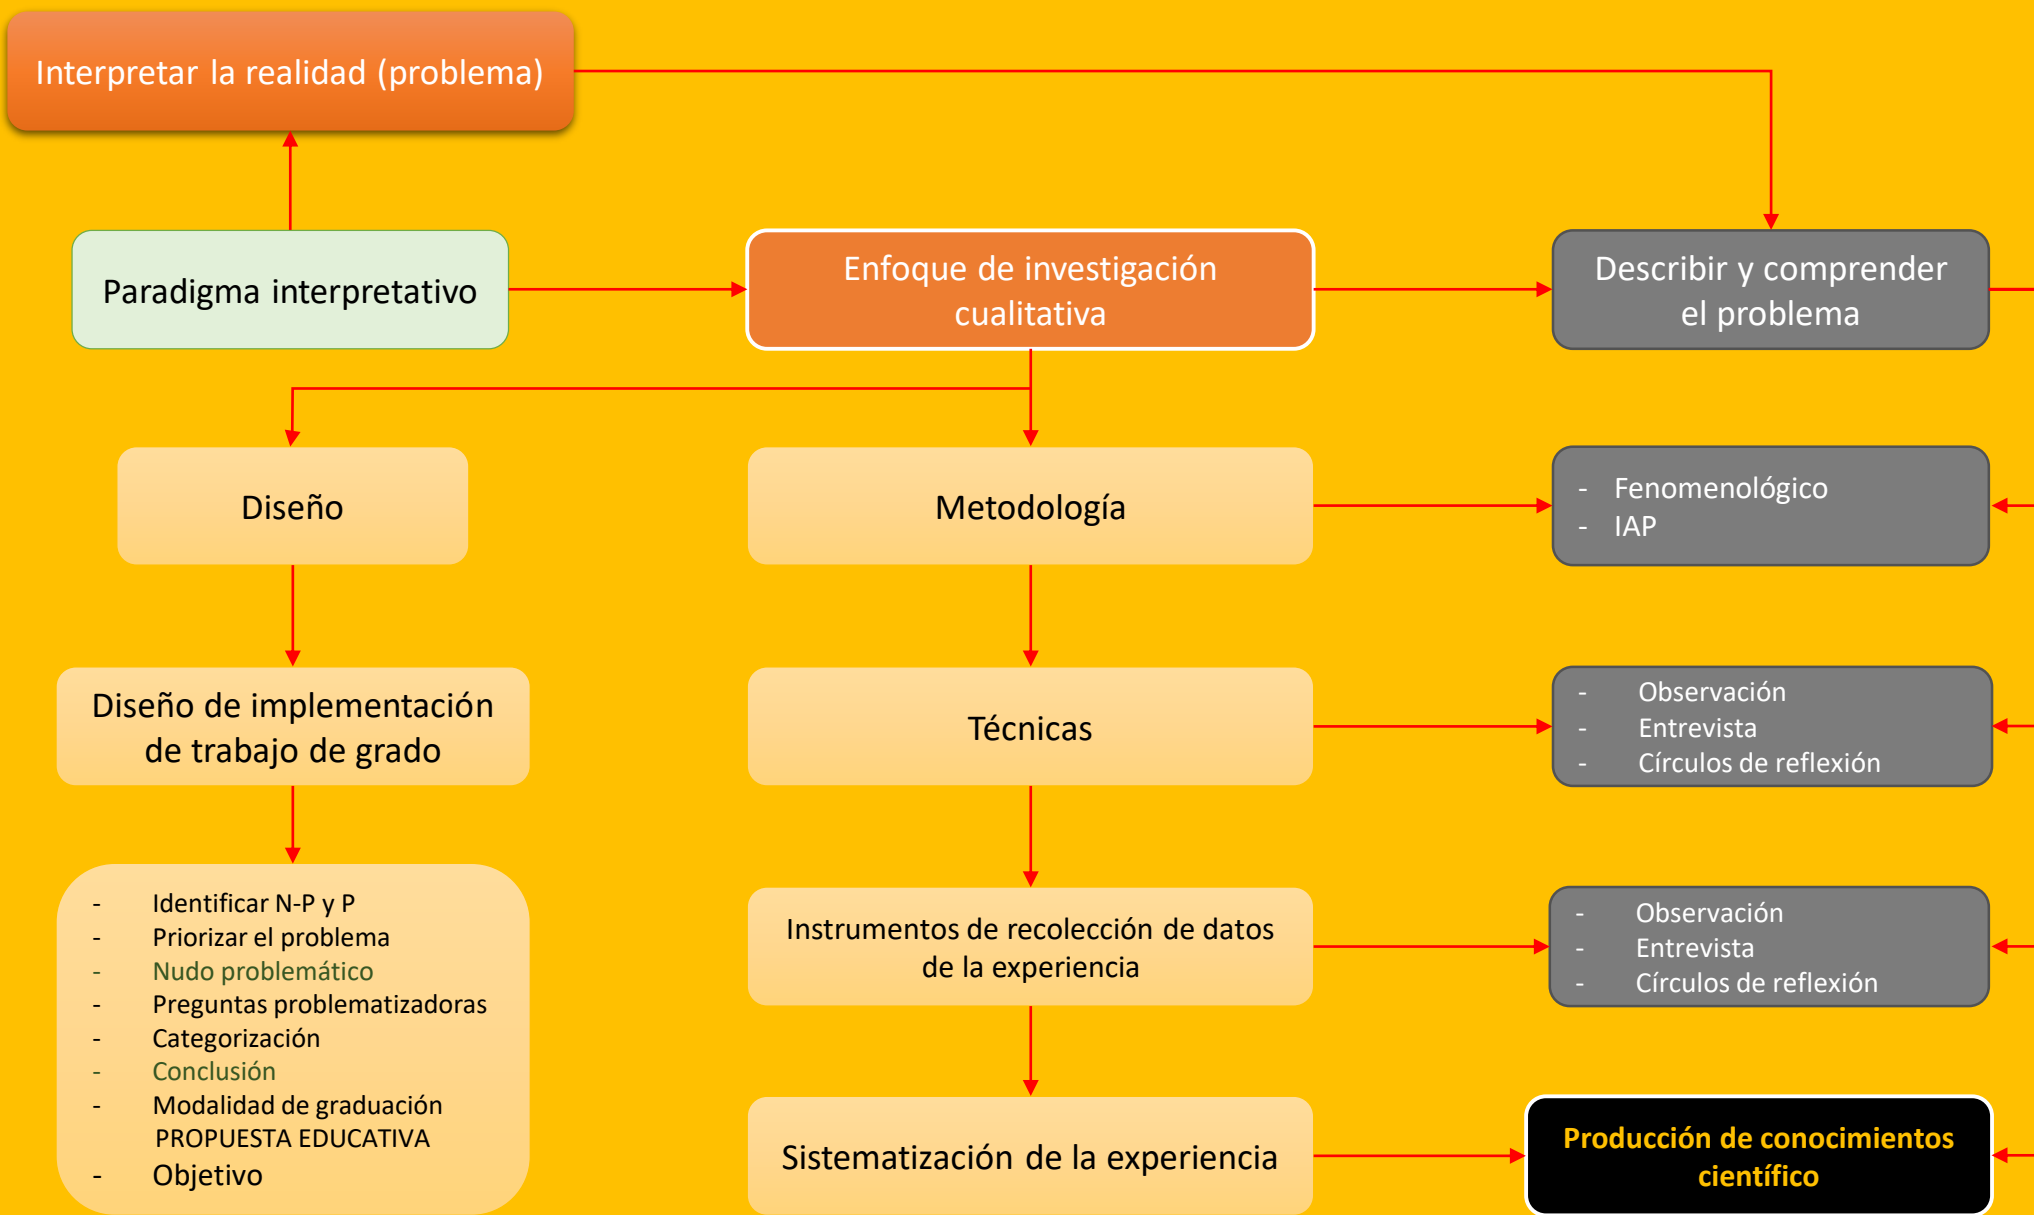 Interpretar la realidad (problema)
Paradigma interpretativo
Enfoque de investigación
cualitativa
Describir y comprender
el problema
Diseño
Metodología
- Fenomenológico
- IAP
Diseño de implementación
de trabajo de grado
Técnicas
- Observación
- Entrevista
- Círculos de reflexión
- Identificar N-P y P
- Priorizar el problema
- Nudo problemático
- Preguntas problematizadoras
- Categorización
- Conclusión
- Modalidad de graduación
PROPUESTA EDUCATIVA
- Objetivo
Instrumentos de recolección de datos
de la experiencia
- Observación
- Entrevista
- Círculos de reflexión
Sistematización de la experiencia
Producción de conocimientos
científico